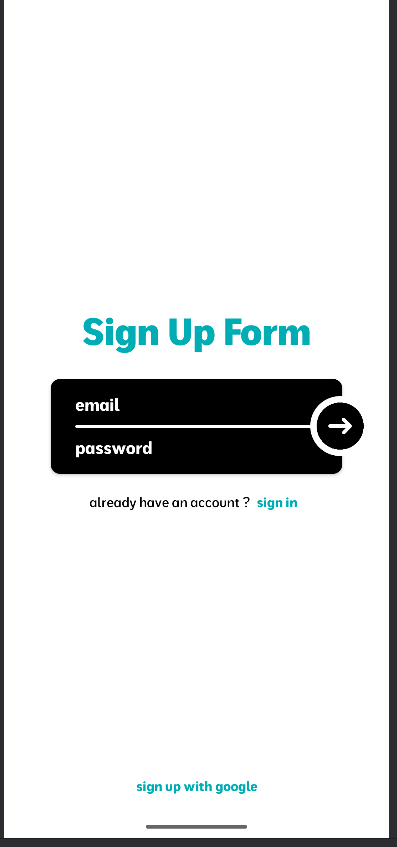 Sign Up Form
email
password
already have an account ? sign in
sign up with google